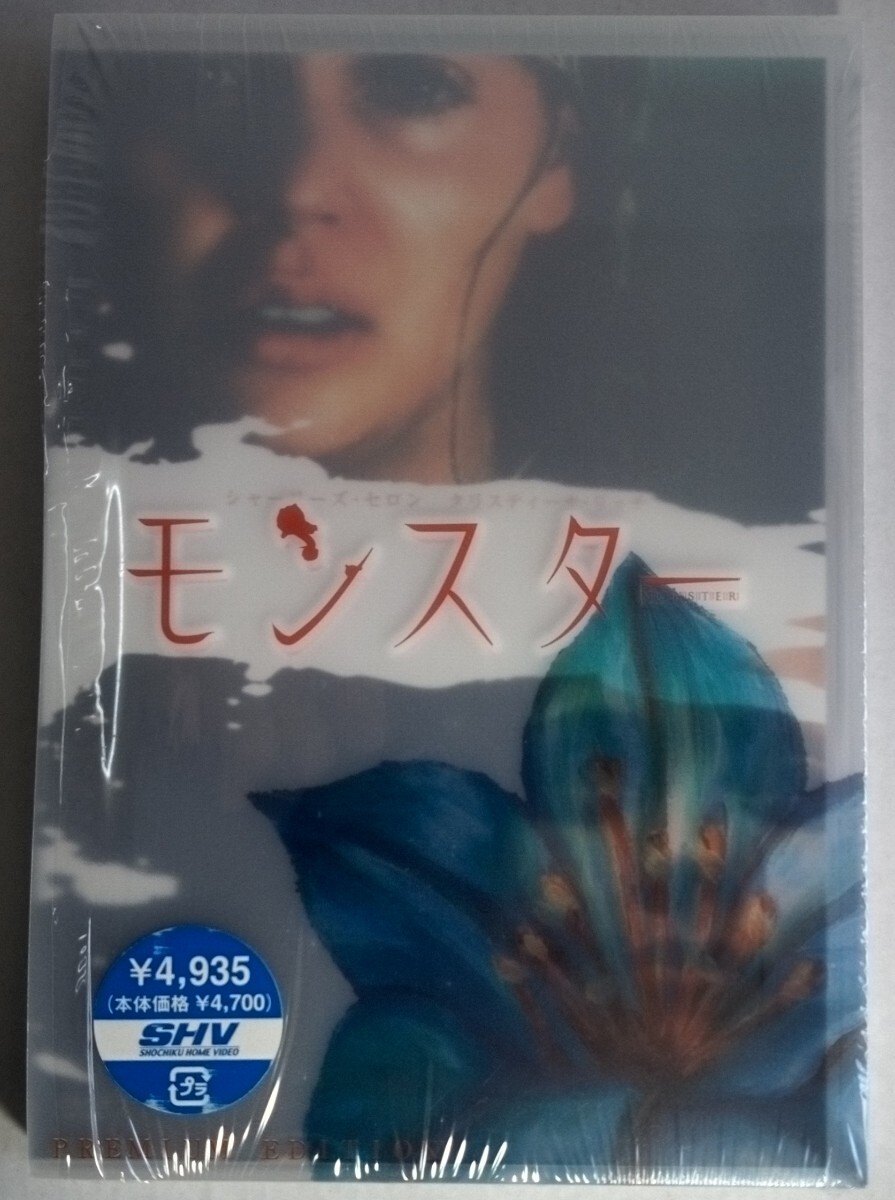 シャーリーズ・セロン クリスティーナ・リッチ
モンスター
¥4,935
(本体価格 ¥4,700)
SHV
SHOCHIKU HOME VIDEO
プラ
PREMIUM EDITION